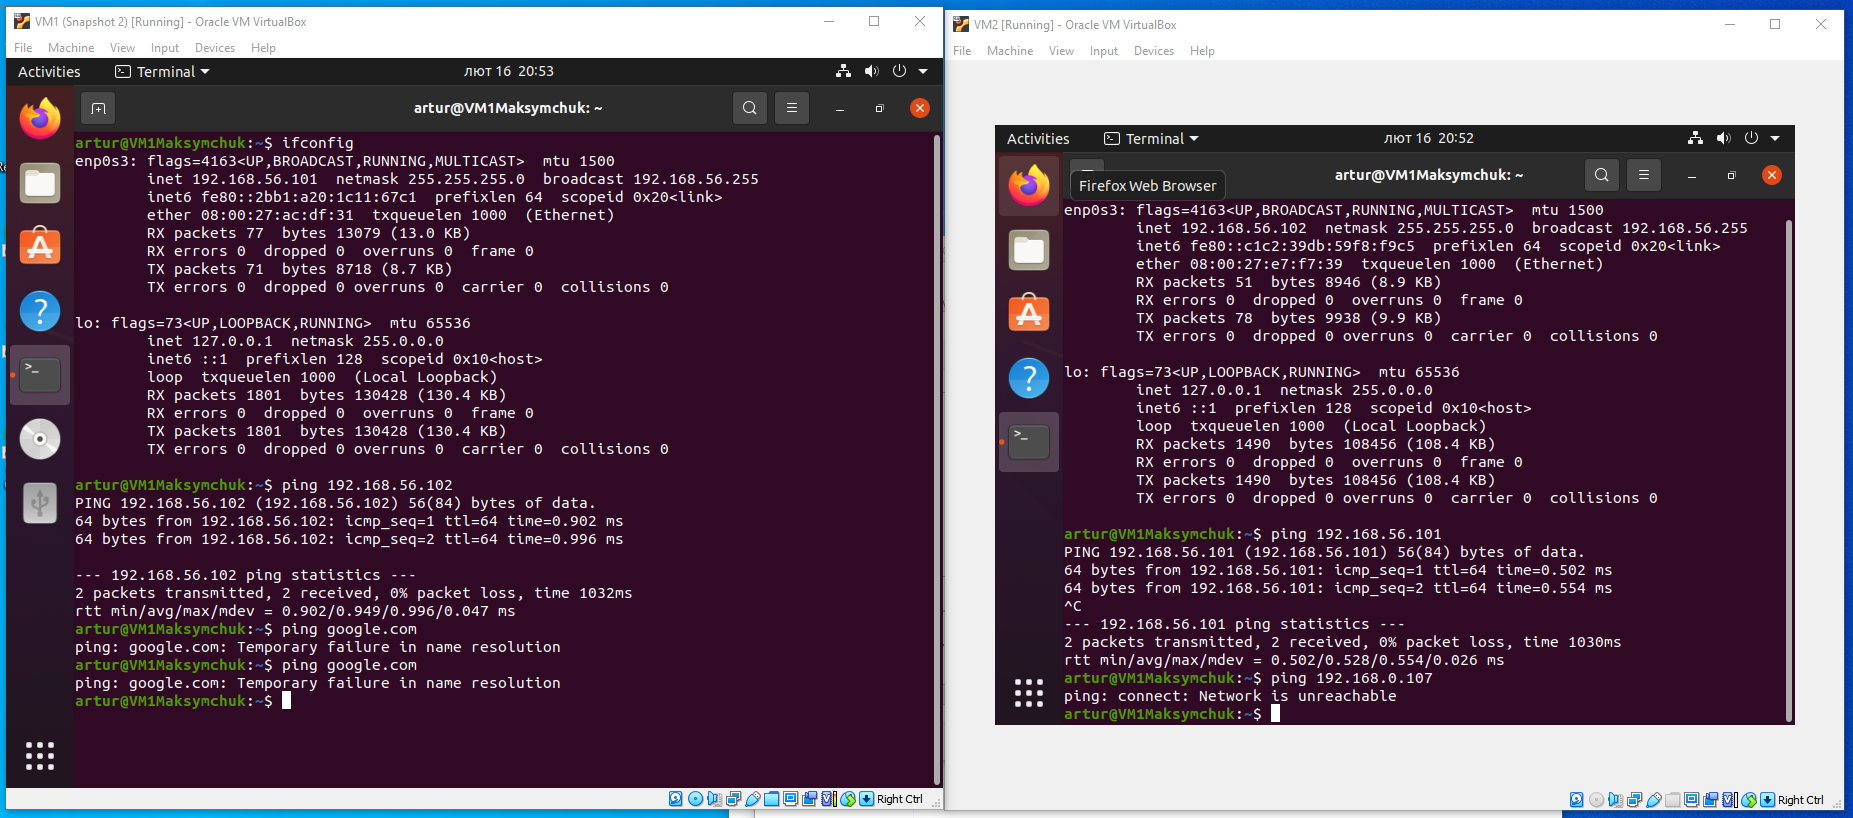 VM1 (Snapshot 2) [Running] - Oracle VM VirtualBox
File Machine View Input Devices Help
Activities Terminal лют 16 20:53
artur@VM1Maksymchuk: ~
artur@VM1Maksymchuk:~$ ifconfig
enp0s3: flags=4163<UP,BROADCAST,RUNNING,MULTICAST>  mtu 1500
        inet 192.168.56.101  netmask 255.255.255.0  broadcast 192.168.56.255
        inet6 fe80::2bb1:a20:1c11:67c1  prefixlen 64  scopeid 0x20<link>
        ether 08:00:27:ac:df:31  txqueuelen 1000  (Ethernet)
        RX packets 77  bytes 13079 (13.0 KB)
        RX errors 0  dropped 0  overruns 0  frame 0
        TX packets 71  bytes 8718 (8.7 KB)
        TX errors 0  dropped 0 overruns 0  carrier 0  collisions 0
lo: flags=73<UP,LOOPBACK,RUNNING>  mtu 65536
        inet 127.0.0.1  netmask 255.0.0.0
        inet6 ::1  prefixlen 128  scopeid 0x10<host>
        loop  txqueuelen 1000  (Local Loopback)
        RX packets 1801  bytes 130428 (130.4 KB)
        RX errors 0  dropped 0  overruns 0  frame 0
        TX packets 1801  bytes 130428 (130.4 KB)
        TX errors 0  dropped 0 overruns 0  carrier 0  collisions 0
artur@VM1Maksymchuk:~$ ping 192.168.56.102
PING 192.168.56.102 (192.168.56.102) 56(84) bytes of data.
64 bytes from 192.168.56.102: icmp_seq=1 ttl=64 time=0.902 ms
64 bytes from 192.168.56.102: icmp_seq=2 ttl=64 time=0.996 ms
--- 192.168.56.102 ping statistics ---
2 packets transmitted, 2 received, 0% packet loss, time 1032ms
rtt min/avg/max/mdev = 0.902/0.949/0.996/0.047 ms
artur@VM1Maksymchuk:~$ ping google.com
ping: google.com: Temporary failure in name resolution
artur@VM1Maksymchuk:~$ ping google.com
ping: google.com: Temporary failure in name resolution
artur@VM1Maksymchuk:~$
Right Ctrl
VM2 [Running] - Oracle VM VirtualBox
File Machine View Input Devices Help
Activities Terminal лют 16 20:52
artur@VM1Maksymchuk: ~
Firefox Web Browser
enp0s3: flags=4163<UP,BROADCAST,RUNNING,MULTICAST>  mtu 1500
        inet 192.168.56.102  netmask 255.255.255.0  broadcast 192.168.56.255
        inet6 fe80::c1c2:39db:59f8:f9c5  prefixlen 64  scopeid 0x20<link>
        ether 08:00:27:e7:f7:39  txqueuelen 1000  (Ethernet)
        RX packets 51  bytes 8946 (8.9 KB)
        RX errors 0  dropped 0  overruns 0  frame 0
        TX packets 78  bytes 9938 (9.9 KB)
        TX errors 0  dropped 0 overruns 0  carrier 0  collisions 0
lo: flags=73<UP,LOOPBACK,RUNNING>  mtu 65536
        inet 127.0.0.1  netmask 255.0.0.0
        inet6 ::1  prefixlen 128  scopeid 0x10<host>
        loop  txqueuelen 1000  (Local Loopback)
        RX packets 1490  bytes 108456 (108.4 KB)
        RX errors 0  dropped 0  overruns 0  frame 0
        TX packets 1490  bytes 108456 (108.4 KB)
        TX errors 0  dropped 0 overruns 0  carrier 0  collisions 0
artur@VM1Maksymchuk:~$ ping 192.168.56.101
PING 192.168.56.101 (192.168.56.101) 56(84) bytes of data.
64 bytes from 192.168.56.101: icmp_seq=1 ttl=64 time=0.502 ms
64 bytes from 192.168.56.101: icmp_seq=2 ttl=64 time=0.554 ms
^C
--- 192.168.56.101 ping statistics ---
2 packets transmitted, 2 received, 0% packet loss, time 1030ms
rtt min/avg/max/mdev = 0.502/0.528/0.554/0.026 ms
artur@VM1Maksymchuk:~$ ping 192.168.0.107
ping: connect: Network is unreachable
artur@VM1Maksymchuk:~$
Right Ctrl